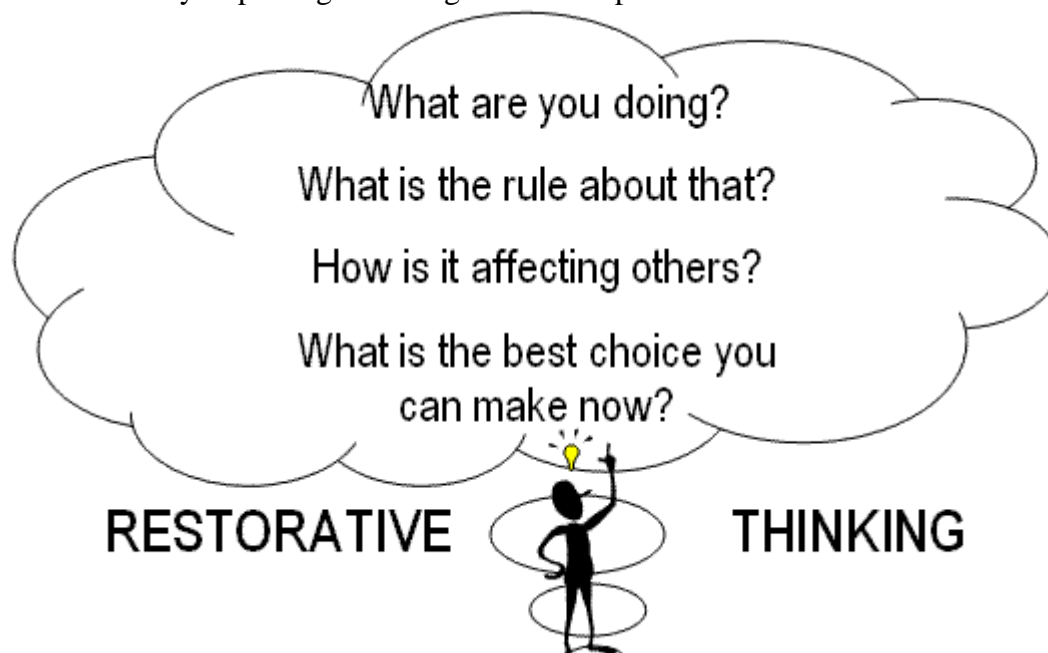 What are you doing?
What is the rule about that?
How is it affecting others?
What is the best choice you
can make now?
RESTORATIVE THINKING